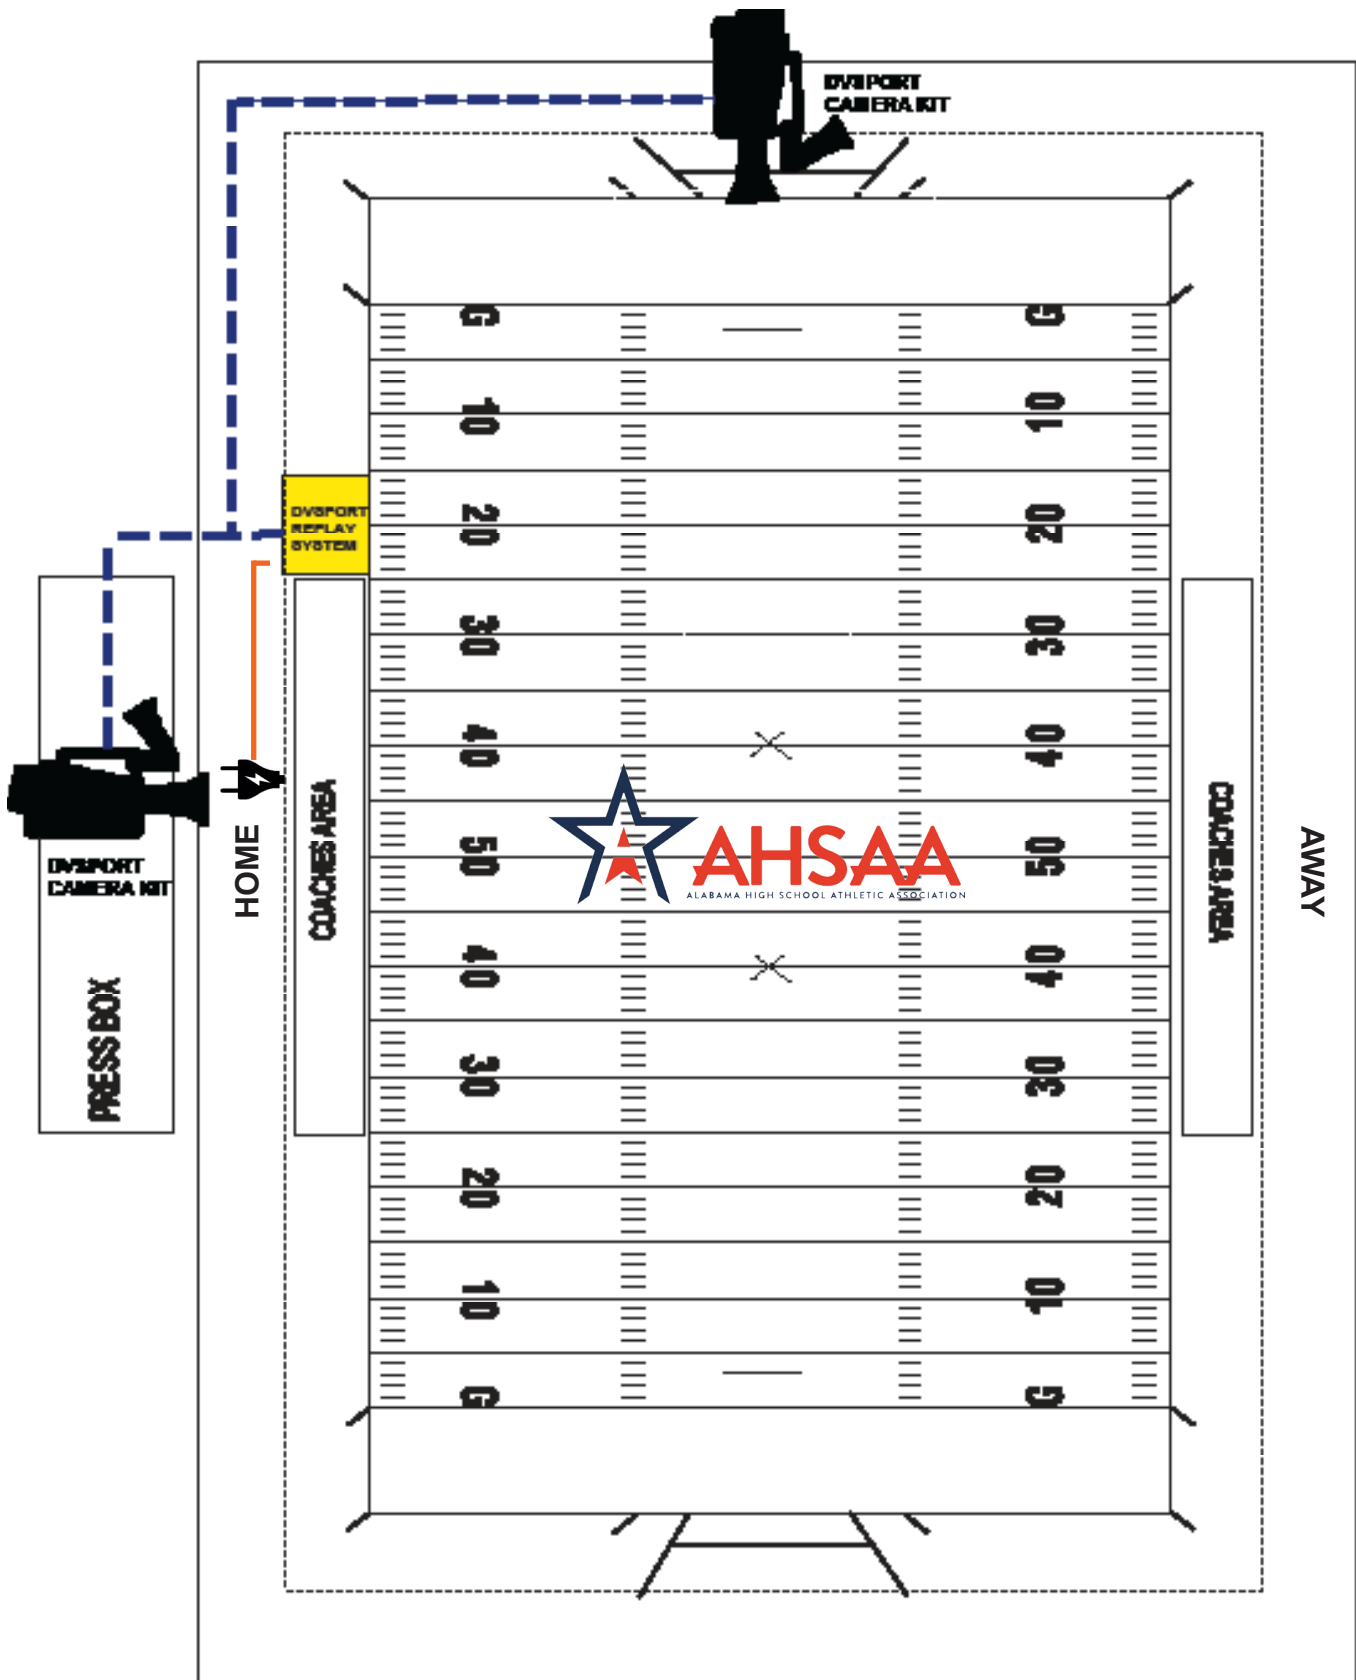 DVSPORT
CAMERA KIT
G
G
10
10
DVSPORT
REPLAY
SYSTEM
20
20
30
30
40
40
DVSPORT
CAMERA KIT
PRESS BOX
HOME
COACHES AREA
50
AHSAA
ALABAMA HIGH SCHOOL ATHLETIC ASSOCIATION
50
COACHES AREA
AWAY
40
40
30
30
20
20
10
10
G
G